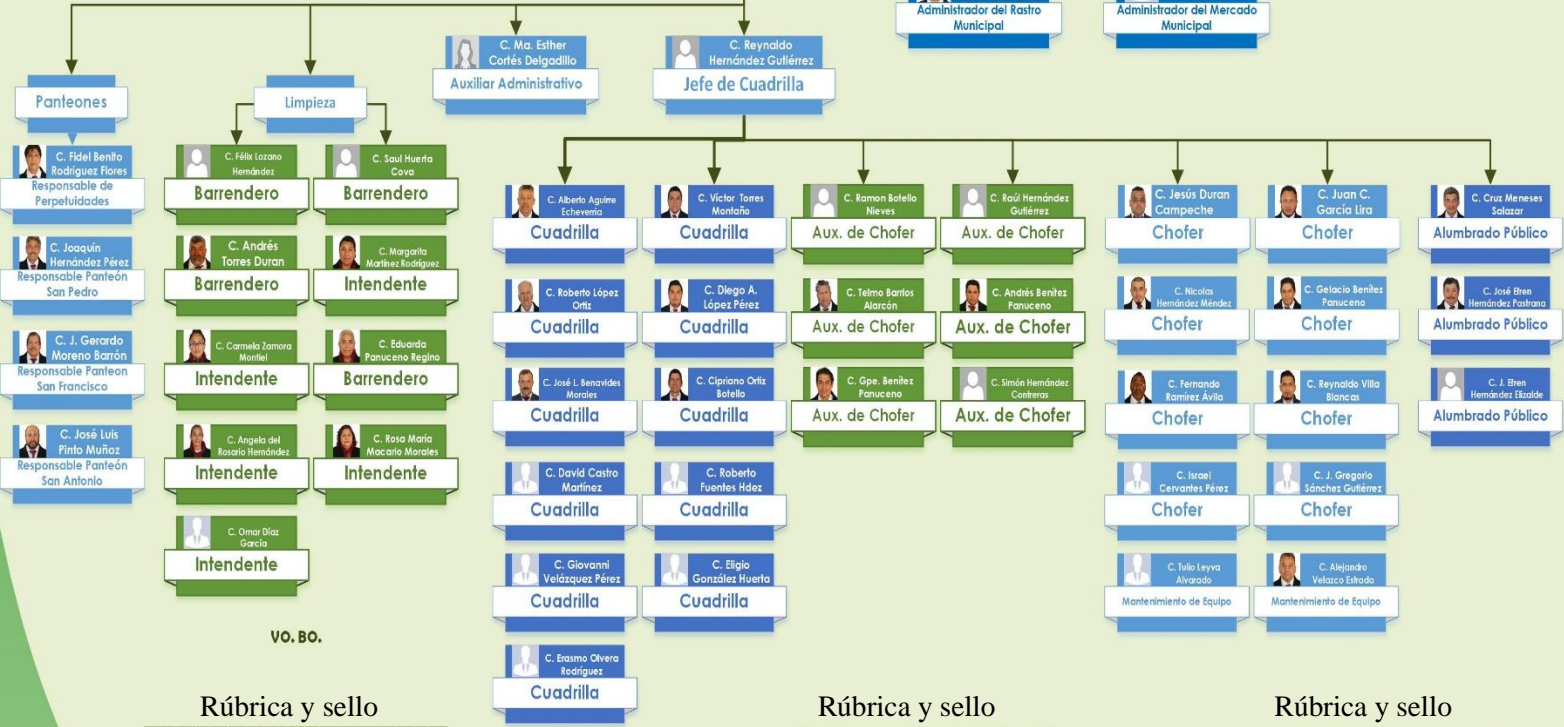 Administrador del Rastro
Municipal
Administrador del Mercado
Municipal
C. Ma. Esther
Cortés Delgadillo
Auxiliar Administrativo
C. Reynaldo
Hernández Gutiérrez
Jefe de Cuadrilla
Panteones
C. Fidel Benito
Rodríguez Flores
Responsable de
Perpetuidades
C. Joaquín
Hernández Pérez
Responsable Panteón
San Pedro
C. J. Gerardo
Moreno Barrón
Responsable Panteon
San Francisco
C. José Luis
Pinto Muñoz
Responsable Panteón
San Antonio
Limpieza
C. Félix Lozano
Hernández
Barrendero
C. Saul Huerta
Cova
Barrendero
C. Andrés
Torres Duran
Barrendero
C. Margarita
Martínez Rodríguez
Intendente
C. Carmela Zamora
Montiel
Intendente
C. Eduarda
Panuceno Regino
Barrendero
C. Angela del
Rosario Hernández
Intendente
C. Rosa María
Macario Morales
Intendente
C. Omar Díaz
García
Intendente
C. Alberto Aguirre
Echeverria
Cuadrilla
C. Víctor Torres
Montaño
Cuadrilla
C. Ramon Botello
Nieves
Aux. de Chofer
C. Raúl Hernández
Gutiérrez
Aux. de Chofer
C. Jesús Duran
Campeche
Chofer
C. Juan C.
García Lira
Chofer
C. Cruz Meneses
Salazar
Alumbrado Público
C. Roberto López
Ortiz
Cuadrilla
C. Diego A.
López Pérez
Cuadrilla
C. Telmo Barrios
Alarcón
Aux. de Chofer
C. Andrés Benítez
Panuceno
Aux. de Chofer
C. Nicolas
Hernández Méndez
Chofer
C. Gelacio Benítez
Panuceno
Chofer
C. José Efren
Hernández Pastrana
Alumbrado Público
C. José L. Benavides
Morales
Cuadrilla
C. Cipriano Ortiz
Botello
Cuadrilla
C. Gpe. Benítez
Panuceno
Aux. de Chofer
C. Simón Hernández
Contreras
Aux. de Chofer
C. Fernando
Ramírez Ávila
Chofer
C. Reynaldo Villa
Blancas
Chofer
C. J. Efren
Hernández Elizalde
Alumbrado Público
C. David Castro
Martínez
Cuadrilla
C. Roberto
Fuentes Hdez
Cuadrilla
C. Israel
Cervantes Pérez
Chofer
C. J. Gregorio
Sánchez Gutiérrez
Chofer
C. Giovanni
Velázquez Pérez
Cuadrilla
C. Eligio
González Huerta
Cuadrilla
C. Tulio Leyva
Alvarado
Mantenimiento de Equipo
C. Alejandro
Velazco Estrada
Mantenimiento de Equipo
C. Erasmo Olvera
Rodríguez
Cuadrilla
VO. BO.
Rúbrica y sello
Rúbrica y sello
Rúbrica y sello